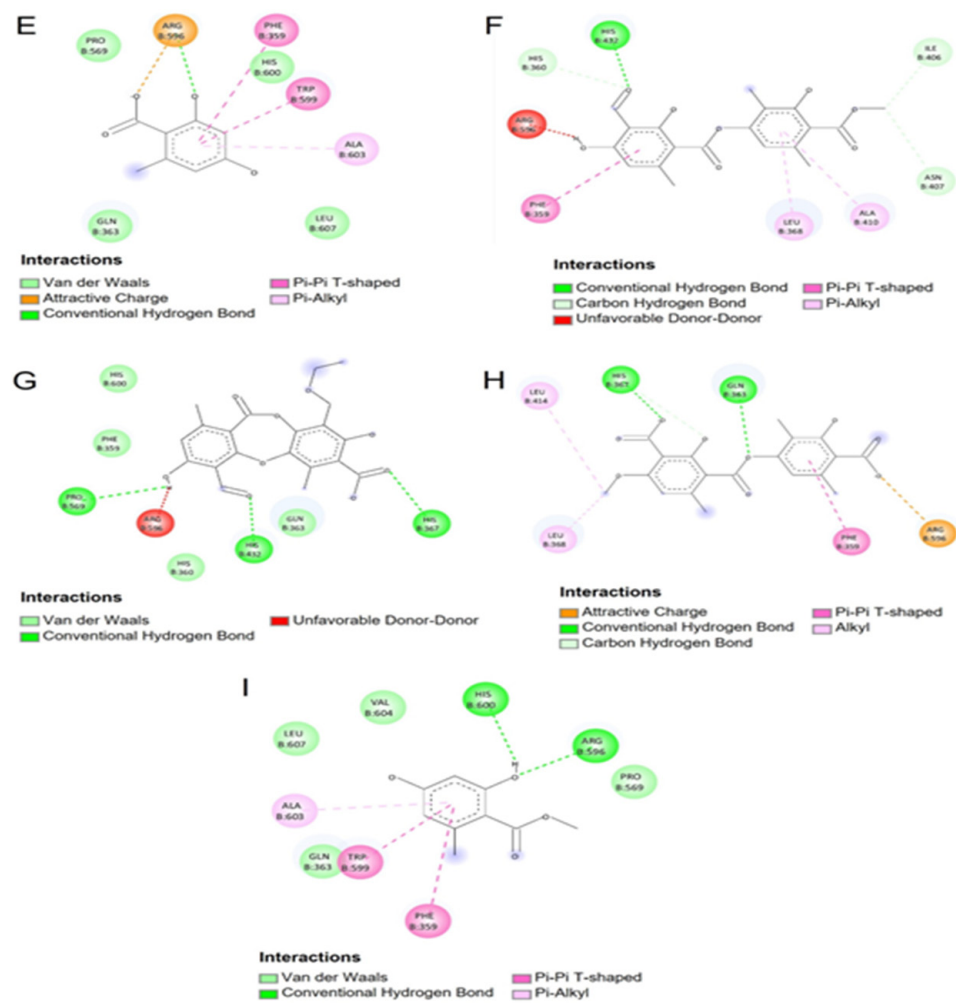 E
PRO
B:569
ARG
B:596
PHE
B:359
HIS
B:600
TRP
B:599
ALA
B:603
GLN
B:363
LEU
B:607
Interactions
Van der Waals
Attractive Charge
Conventional Hydrogen Bond
Pi-Pi T-shaped
Pi-Alkyl
F
HIS
B:432
HIS
B:360
ILE
B:406
ARG
B:596
PHE
B:359
LEU
B:368
ALA
B:410
ASN
B:407
Interactions
Conventional Hydrogen Bond
Carbon Hydrogen Bond
Unfavorable Donor-Donor
Pi-Pi T-shaped
Pi-Alkyl
G
HIS
B:600
PHE
B:359
PRO
B:569
ARG
B:596
HIS
B:432
GLN
B:363
HIS
B:367
HIS
B:360
Interactions
Van der Waals
Conventional Hydrogen Bond
Unfavorable Donor-Donor
H
LEU
B:414
HIS
B:367
GLN
B:363
LEU
B:368
PHE
B:359
ARG
B:596
Interactions
Attractive Charge
Conventional Hydrogen Bond
Carbon Hydrogen Bond
Pi-Pi T-shaped
Alkyl
I
VAL
B:604
HIS
B:600
LEU
B:607
ARG
B:596
PRO
B:569
ALA
B:603
GLN
B:363
TRP
B:599
PHE
B:359
H
Interactions
Van der Waals
Conventional Hydrogen Bond
Pi-Pi T-shaped
Pi-Alkyl